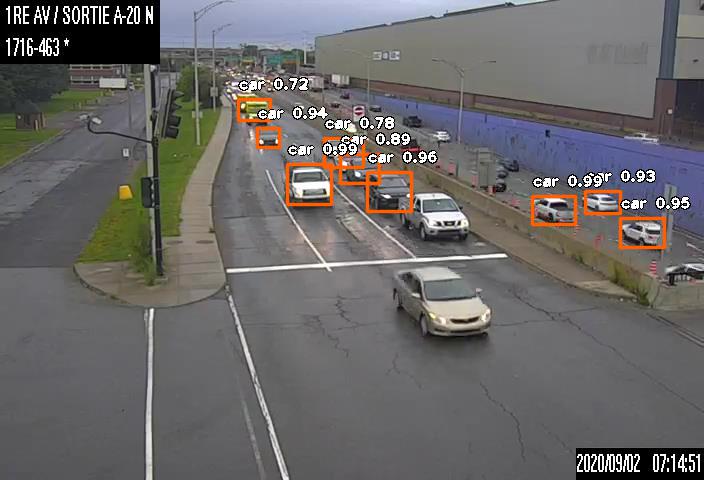 1RE AV / SORTIE A-20 N
1716-463 *
car 0.72
car 0.94
car 0.78
car 0.89
car 0.99
car 0.96
car 0.99
car 0.93
car 0.95
2020/09/02 07:14:51